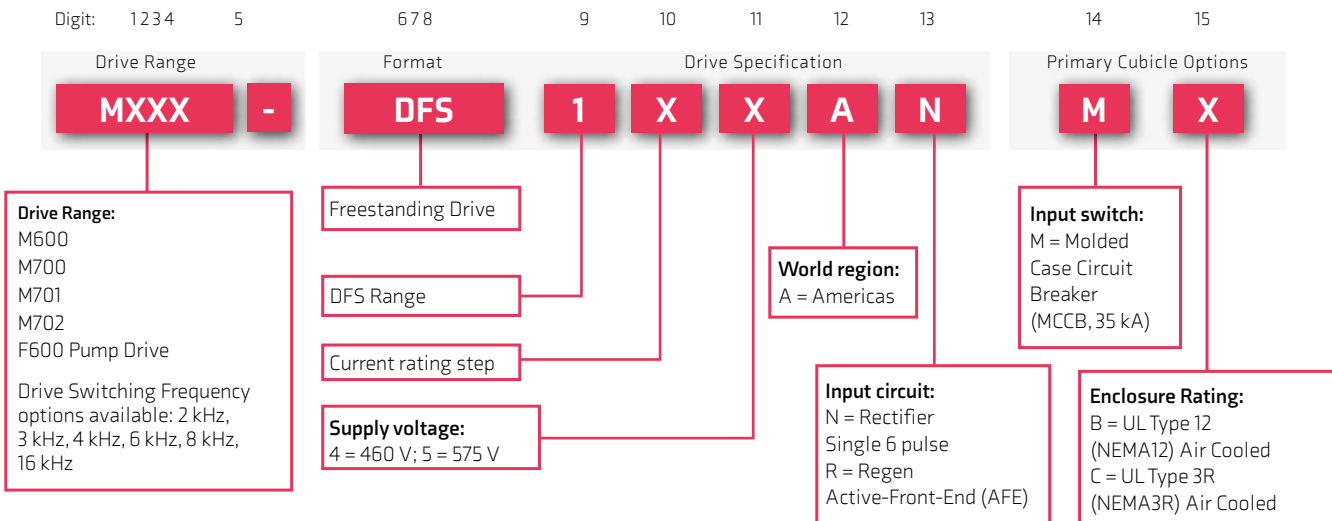 Digit: 1 2 3 4 5 6 7 8 9 10 11 12 13 14 15
Drive Range Format Drive Specification Primary Cubicle Options
MXXX - DFS 1 X X A N M X
Drive Range:
M600
M700
M701
M702
F600 Pump Drive
Drive Switching Frequency
options available: 2 kHz,
3 kHz, 4 kHz, 6 kHz, 8 kHz,
16 kHz
Freestanding Drive
DFS Range
Current rating step
Supply voltage:
4 = 460 V; 5 = 575 V
World region:
A = Americas
Input circuit:
N = Rectifier
Single 6 pulse
R = Regen
Active-Front-End (AFE)
Input switch:
M = Molded
Case Circuit
Breaker
(MCCB, 35 kA)
Enclosure Rating:
B = UL Type 12
(NEMA12) Air Cooled
C = UL Type 3R
(NEMA3R) Air Cooled